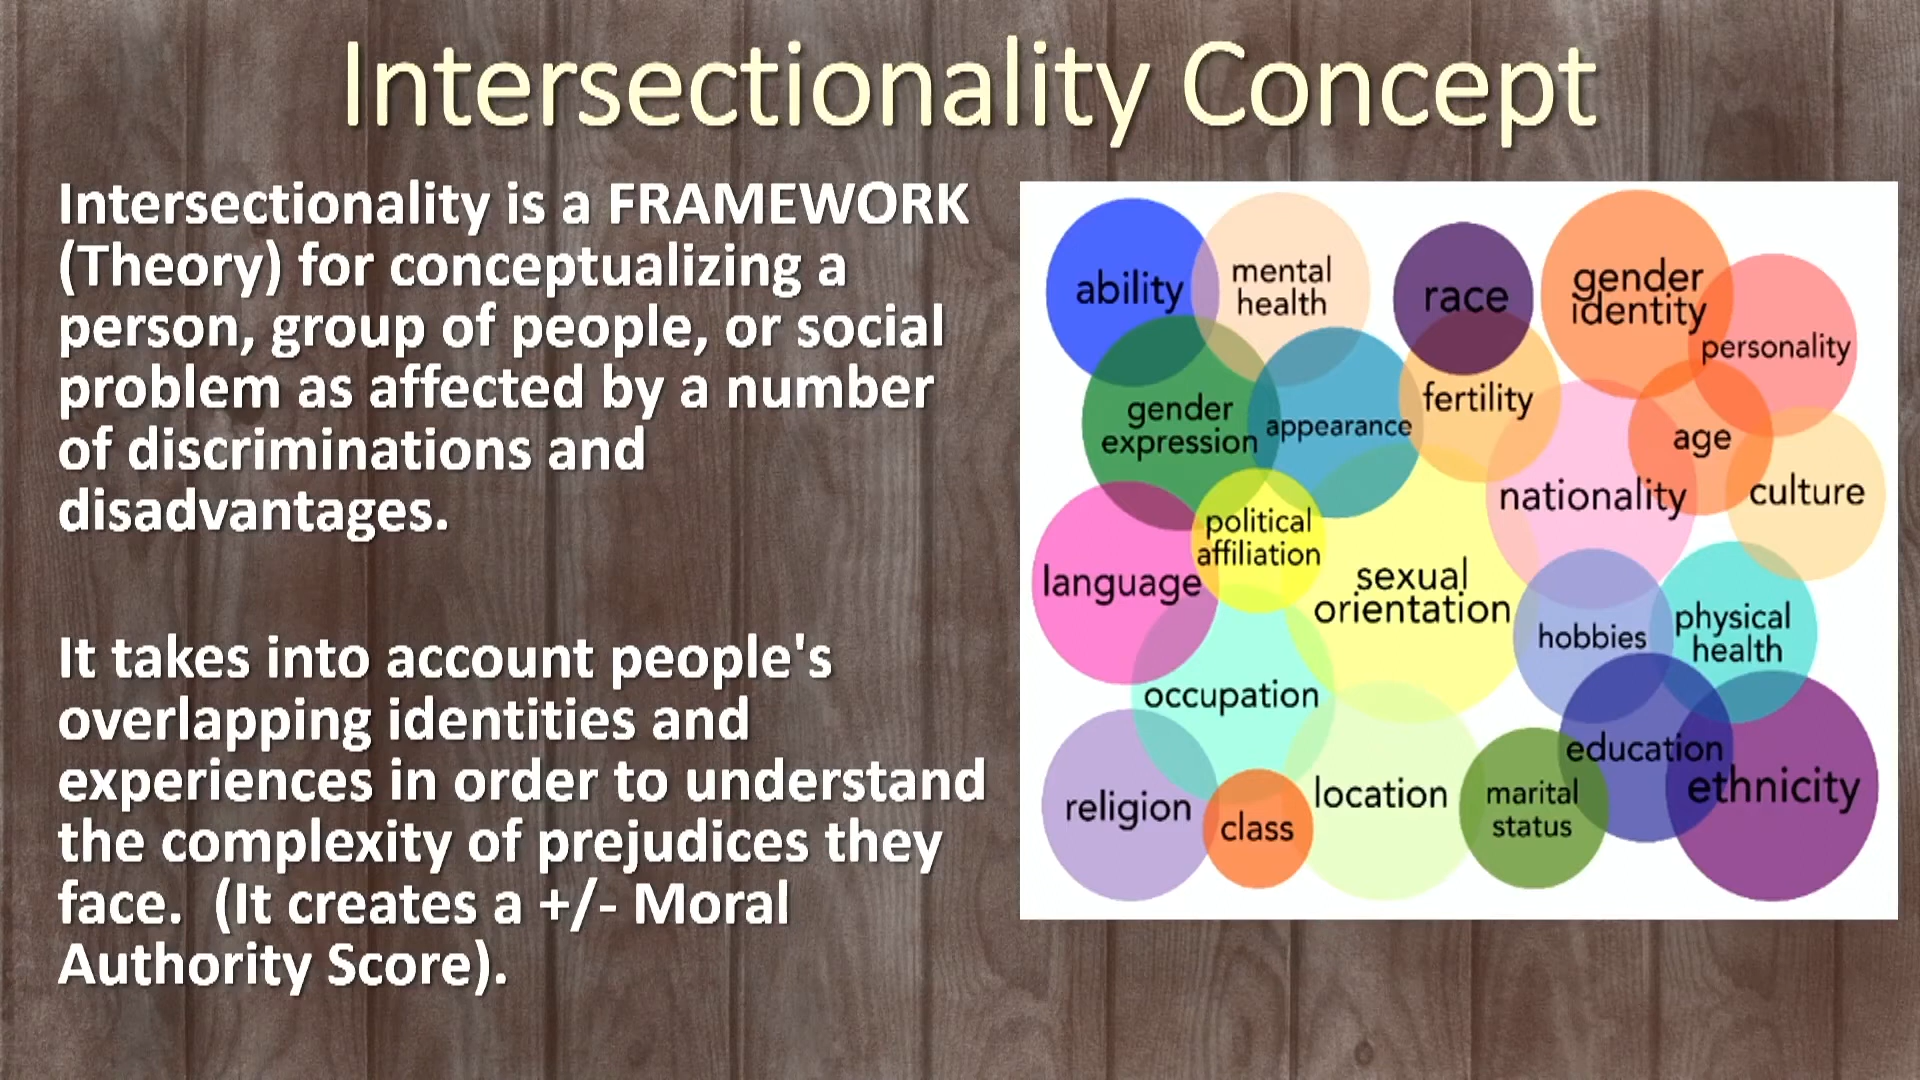 Intersectionality Concept
Intersectionality is a FRAMEWORK
(Theory) for conceptualizing a
person, group of people, or social
problem as affected by a number
of discriminations and
disadvantages.
It takes into account people's
overlapping identities and
experiences in order to understand
the complexity of prejudices they
face.  (It creates a +/- Moral
Authority Score).
ability
mental
health
race
gender
identity
personality
gender
expression
appearance
fertility
age
nationality
culture
political
affiliation
language
sexual
orientation
hobbies
physical
health
occupation
education
ethnicity
religion
class
location
marital
status